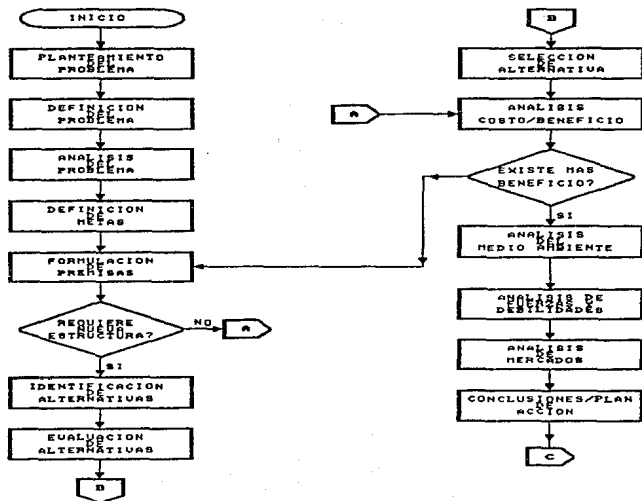 INICIO
PLANTEAMIENTO
DEL
PROBLEMA
DEFINICION
DEL
PROBLEMA
ANALISIS
DEL
PROBLEMA
DEFINICION
DE
METAS
FORMULACION
DE
PREMISAS
REQUIERE
NUEVA
ESTRUCTURA?
NO
A
SI
IDENTIFICACION
DE
ALTERNATIVAS
EVALUACION
DE
ALTERNATIVAS
B
B
SELECCION
DE
ALTERNATIVA
A
ANALISIS
COSTO/BENEFICIO
EXISTE MAS
BENEFICIO?
SI
ANALISIS
DEL
MEDIO AMBIENTE
ANALISIS DE
FUERZAS Y
DEBILIDADES
ANALISIS
DE
MERCADOS
CONCLUSIONES/PLAN
DE
ACCION
C